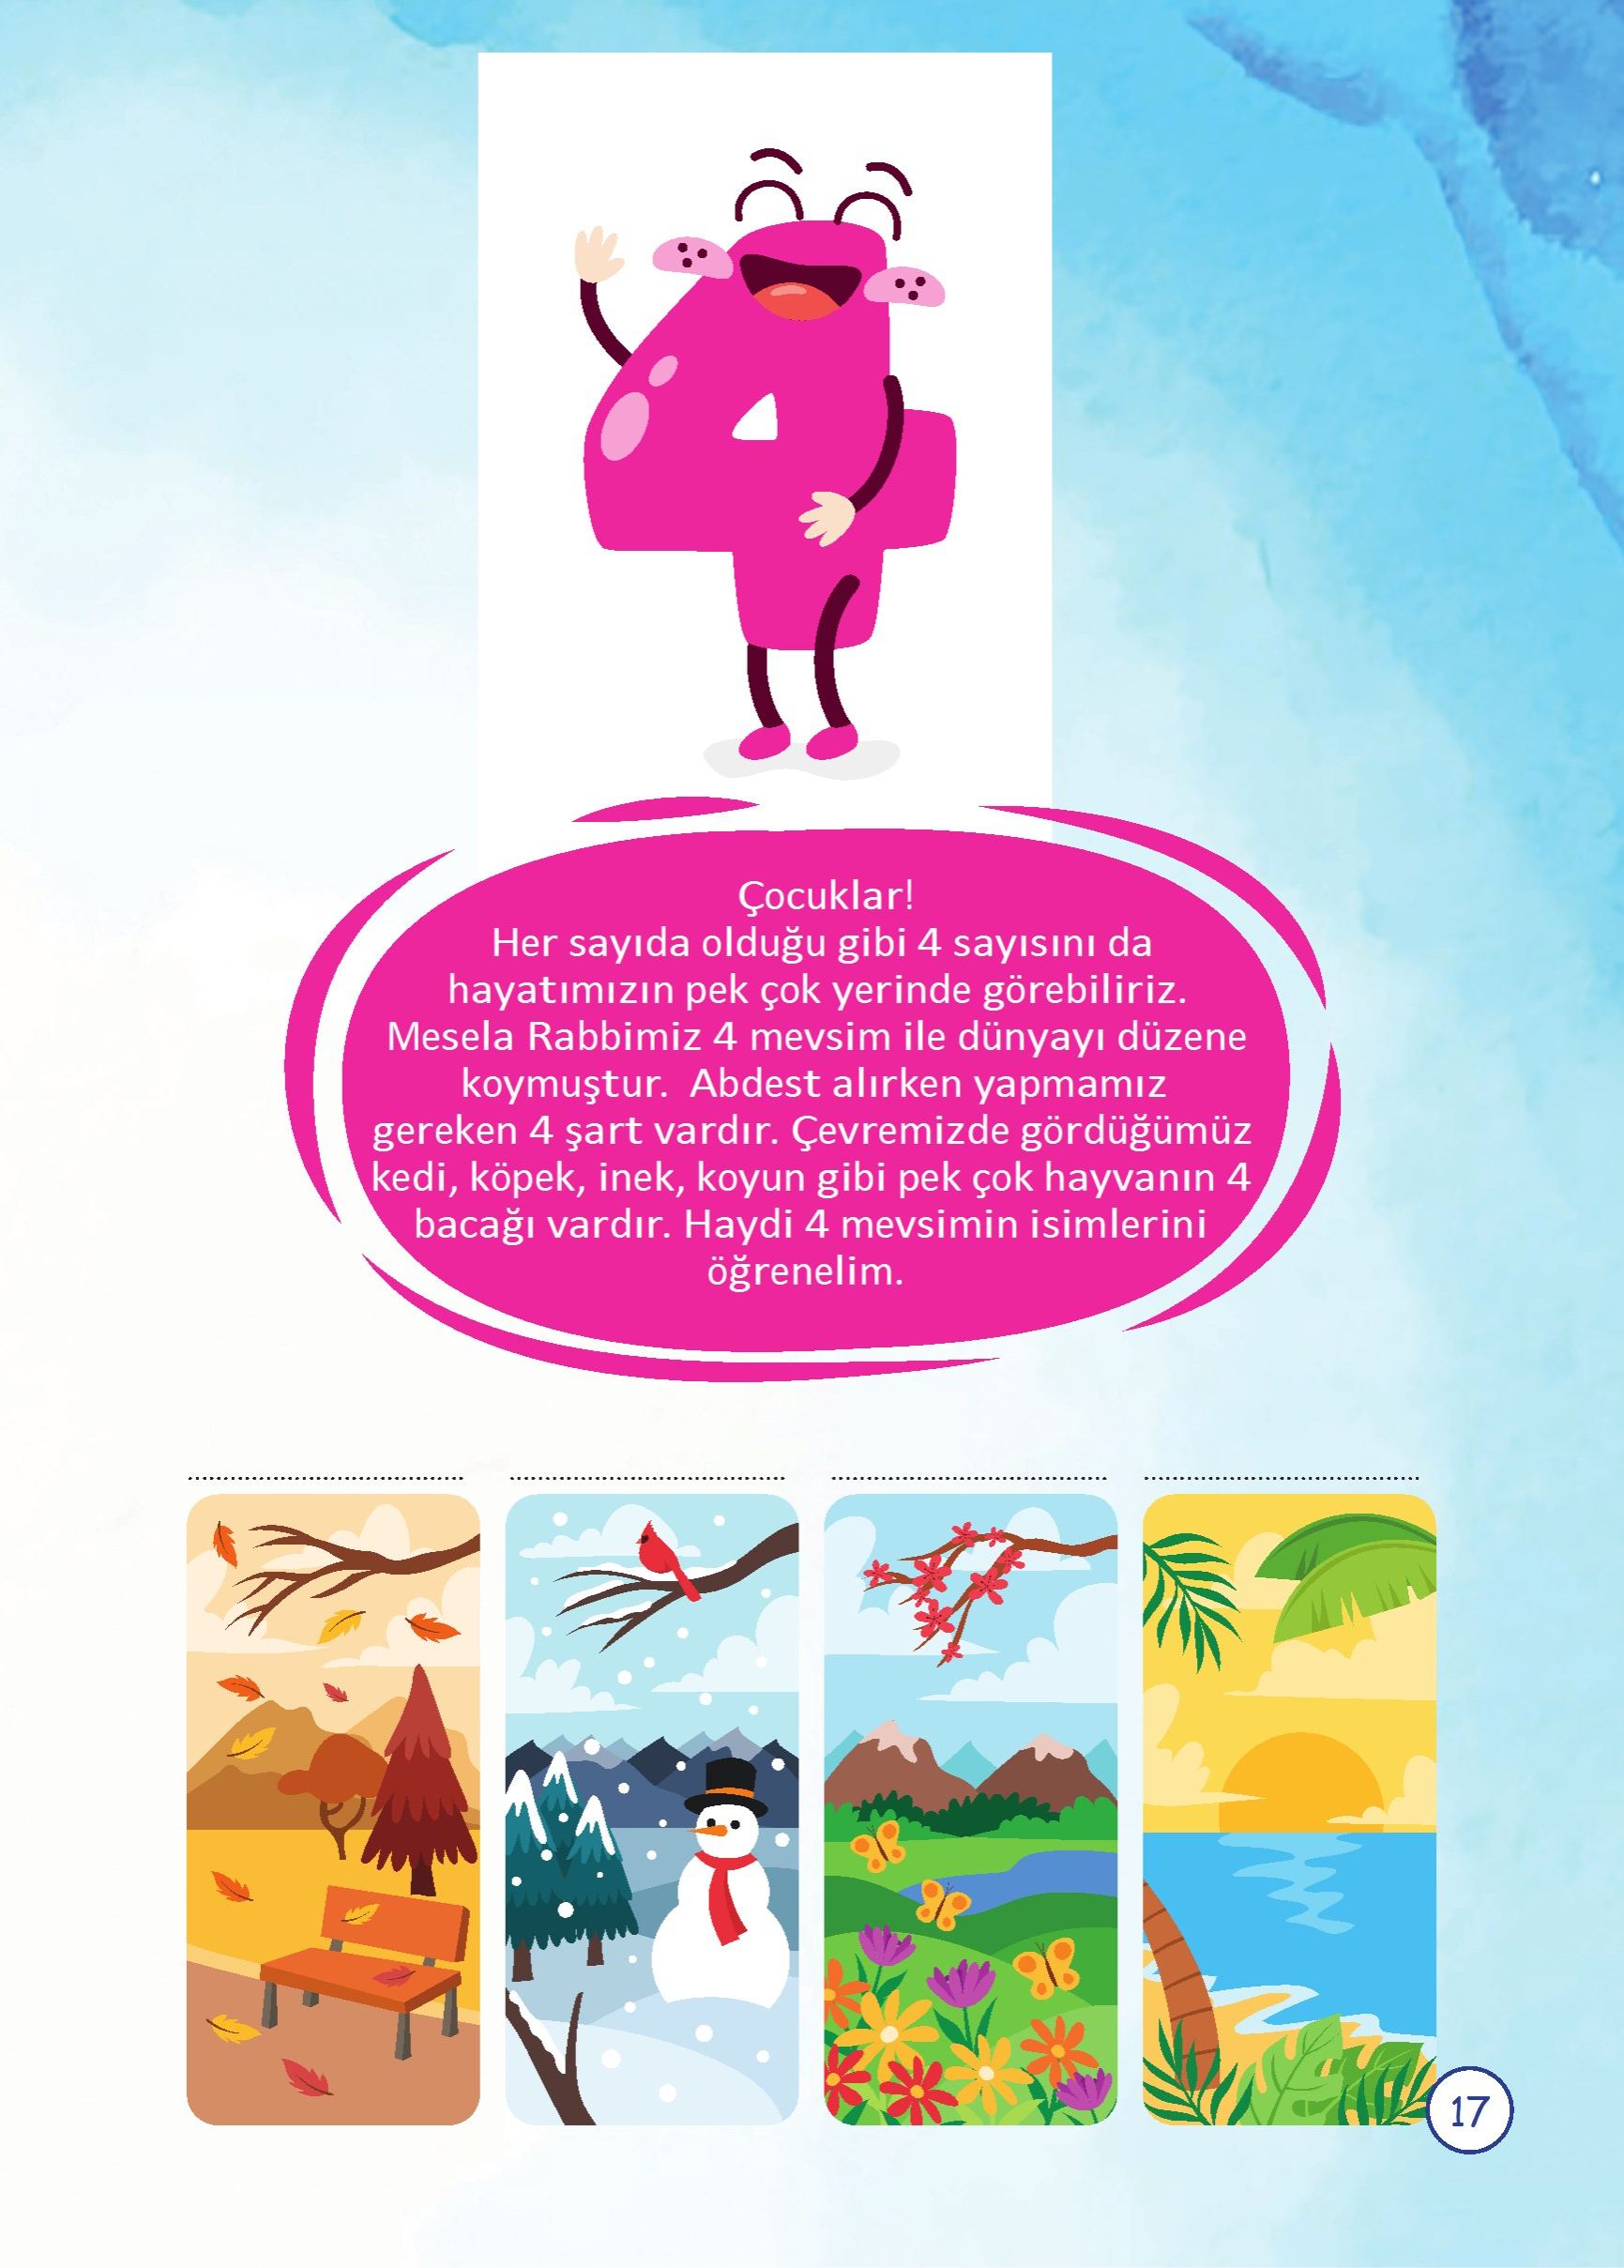 Çocuklar!
Her sayıda olduğu gibi 4 sayısını da
hayatımızın pek çok yerinde görebiliriz.
Mesela Rabbimiz 4 mevsim ile dünyayı düzene
koymuştur. Abdest alırken yapmamız
gereken 4 şart vardır. Çevremizde gördüğümüz
kedi, köpek, inek, koyun gibi pek çok hayvanın 4
bacağı vardır. Haydi 4 mevsimin isimlerini
öğrenelim.
17